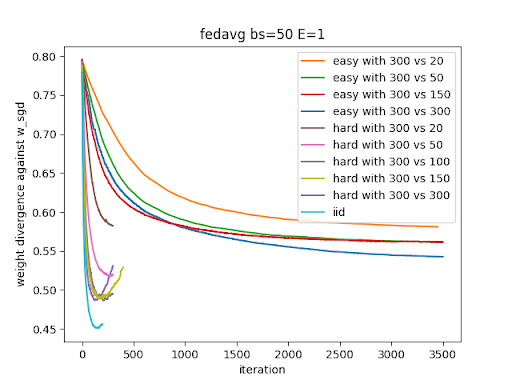 fedavg bs=50 E=1
easy with 300 vs 20
easy with 300 vs 50
easy with 300 vs 150
easy with 300 vs 300
hard with 300 vs 20
hard with 300 vs 50
hard with 300 vs 100
hard with 300 vs 150
hard with 300 vs 300
iid
weight divergence against w_sgd
0.80
0.75
0.70
0.65
0.60
0.55
0.50
0.45
0 500 1000 1500 2000 2500 3000 3500
iteration